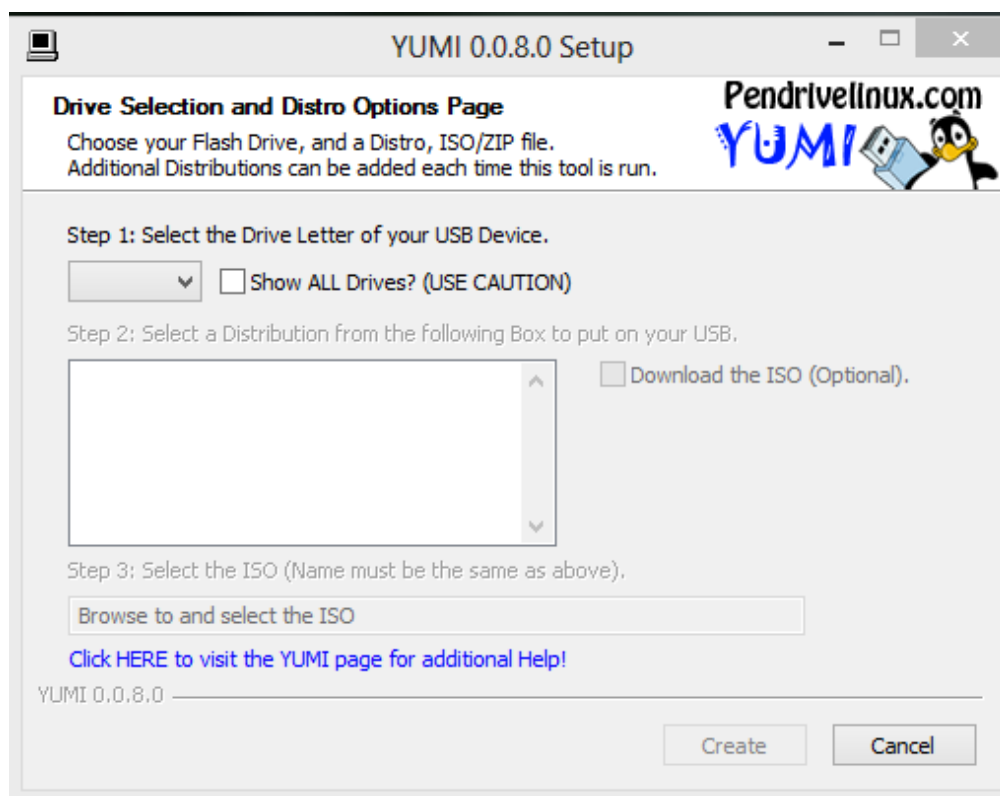 YUMI 0.0.8.0 Setup
Drive Selection and Distro Options Page
Choose your Flash Drive, and a Distro, ISO/ZIP file.
Additional Distributions can be added each time this tool is run.
Pendrivelinux.com
YUMI
Step 1: Select the Drive Letter of your USB Device.
Show ALL Drives? (USE CAUTION)
Step 2: Select a Distribution from the following Box to put on your USB.
Download the ISO (Optional).
Step 3: Select the ISO (Name must be the same as above).
Browse to and select the ISO
Click HERE to visit the YUMI page for additional Help!
YUMI 0.0.8.0
Create Cancel